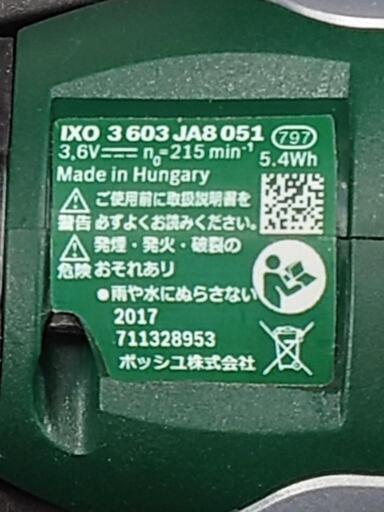 IXO 3 603 JA8 051 797
3,6V n₀=215 min⁻¹ 5.4Wh
Made in Hungary
ご使用前に取扱説明書を
警告 必ずよくお読みください。
発煙・発火・破裂の
危険 おそれあり
●雨や水にぬらさない
2017
711328953
ボッシュ株式会社